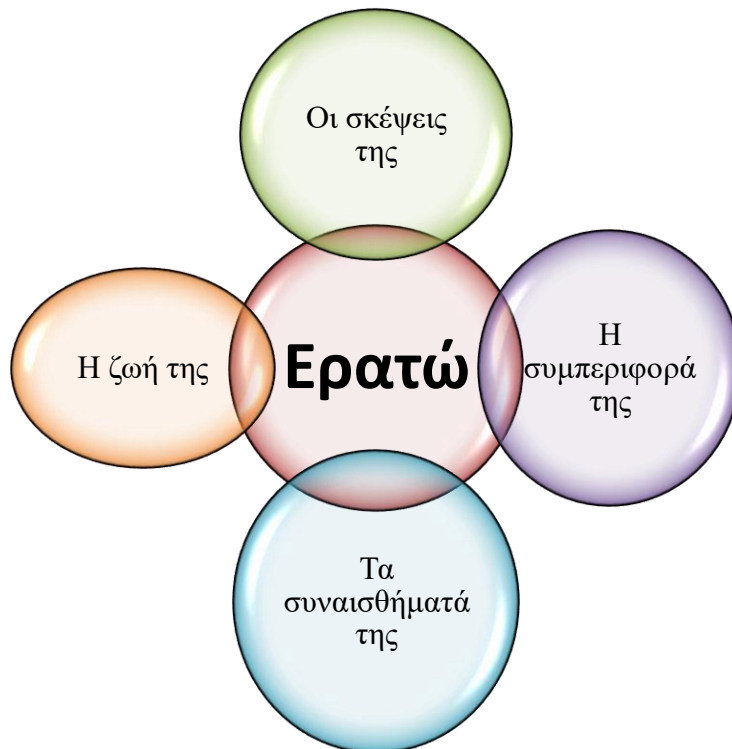 Οι σκέψεις
της
Η ζωή της
Ερατώ
Η
συμπεριφορά
της
Τα
συναισθήματά
της